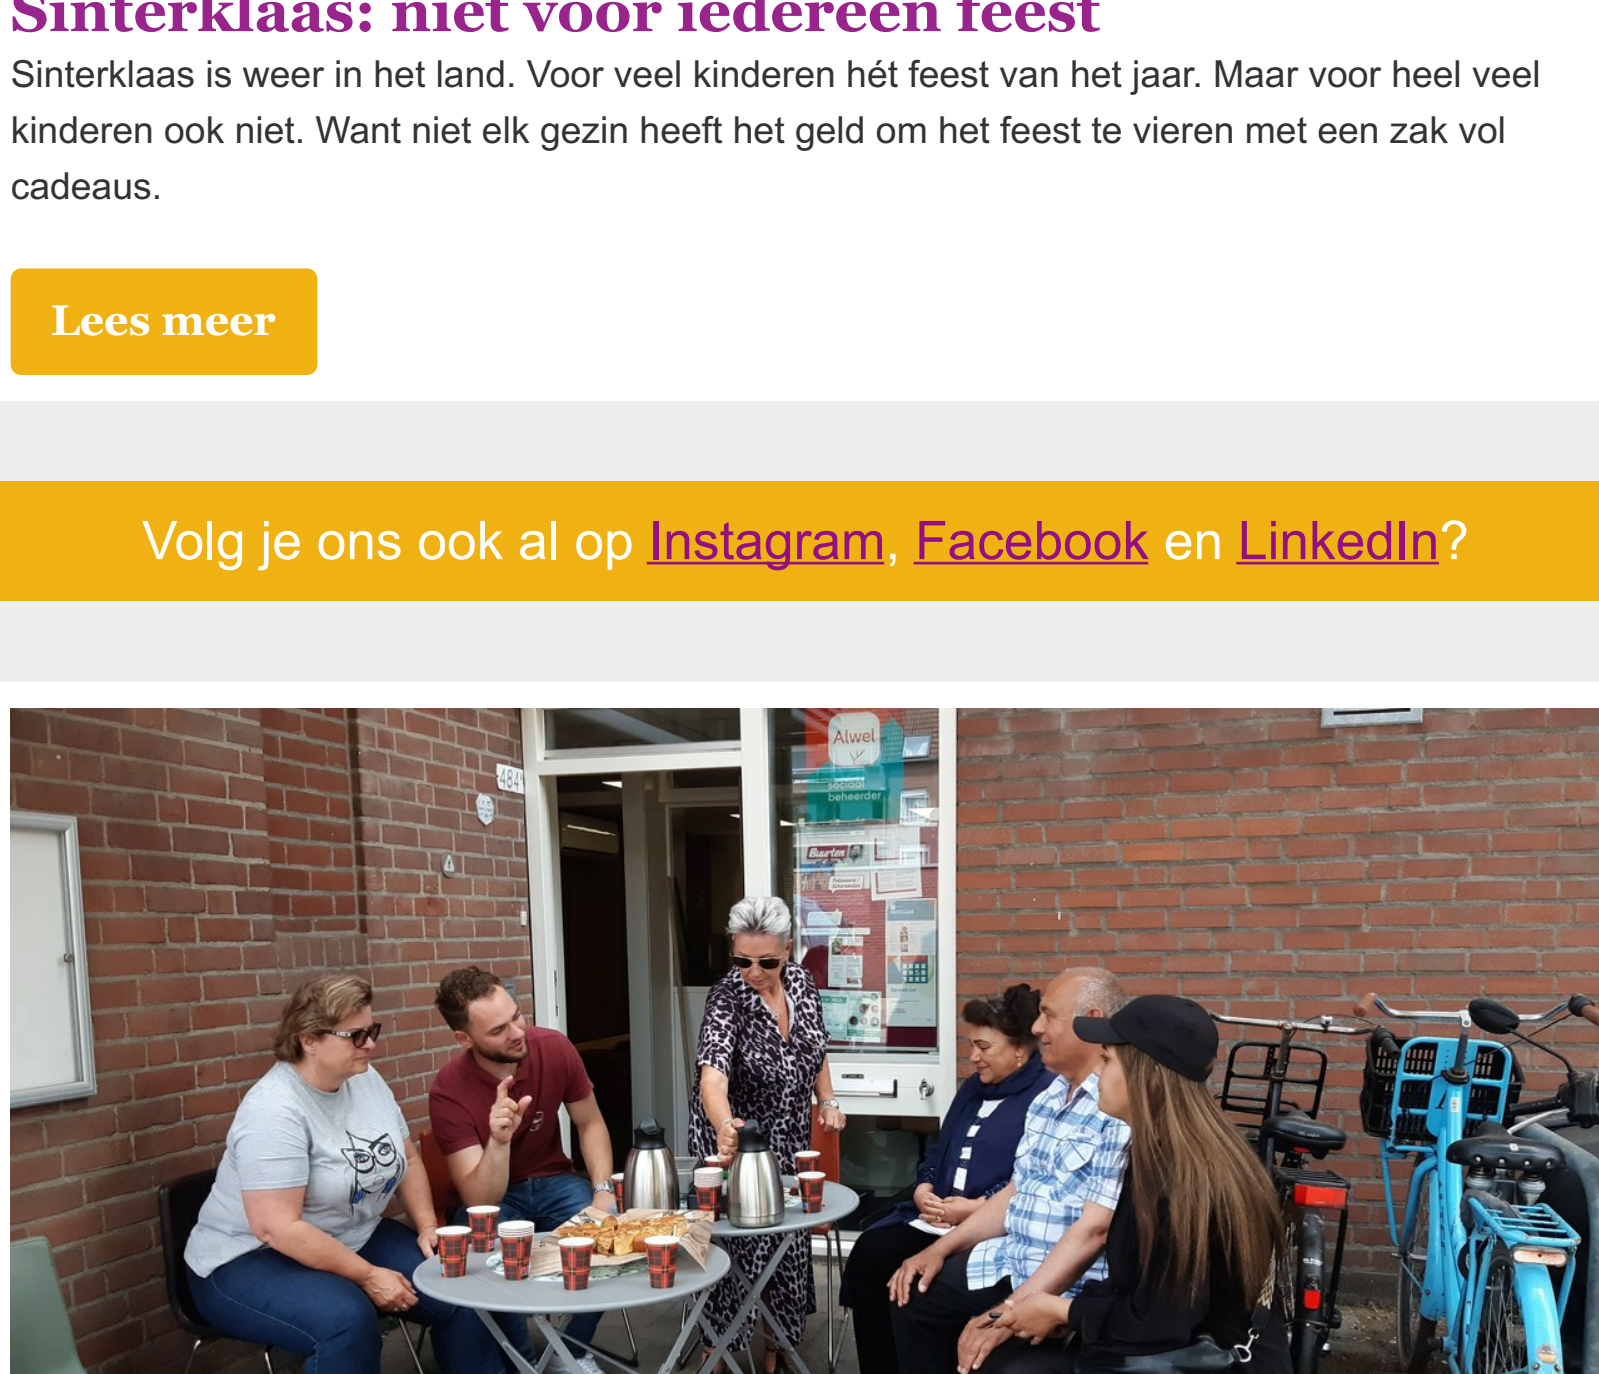 Sinterklaas: niet voor iedereen feest
Sinterklaas is weer in het land. Voor veel kinderen hét feest van het jaar. Maar voor heel veel
kinderen ook niet. Want niet elk gezin heeft het geld om het feest te vieren met een zak vol
cadeaus.
Lees meer
Volg je ons ook al op Instagram, Facebook en LinkedIn?
Alwel
sociaal
beheerder
484
Buurten